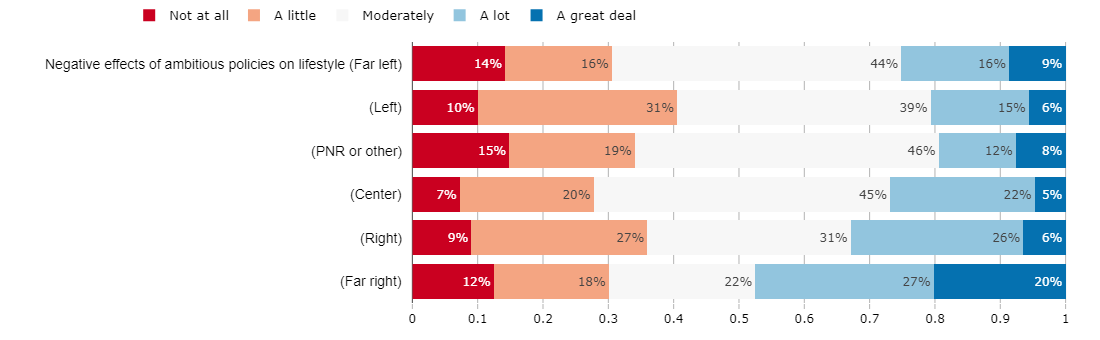 Not at all A little Moderately A lot A great deal
Negative effects of ambitious policies on lifestyle (Far left) 14% 16% 44% 16% 9%
(Left) 10% 31% 39% 15% 6%
(PNR or other) 15% 19% 46% 12% 8%
(Center) 7% 20% 45% 22% 5%
(Right) 9% 27% 31% 26% 6%
(Far right) 12% 18% 22% 27% 20%
0 0.1 0.2 0.3 0.4 0.5 0.6 0.7 0.8 0.9 1